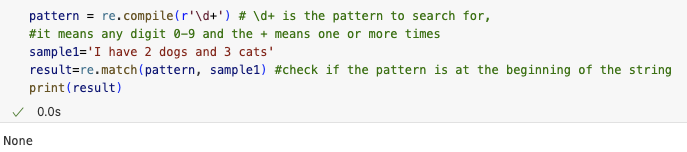 pattern = re.compile(r'\d+') # \d+ is the pattern to search for,
#it means any digit 0-9 and the + means one or more times
sample1='I have 2 dogs and 3 cats'
result=re.match(pattern, sample1) #check if the pattern is at the beginning of the string
print(result)
✓ 0.0s
None